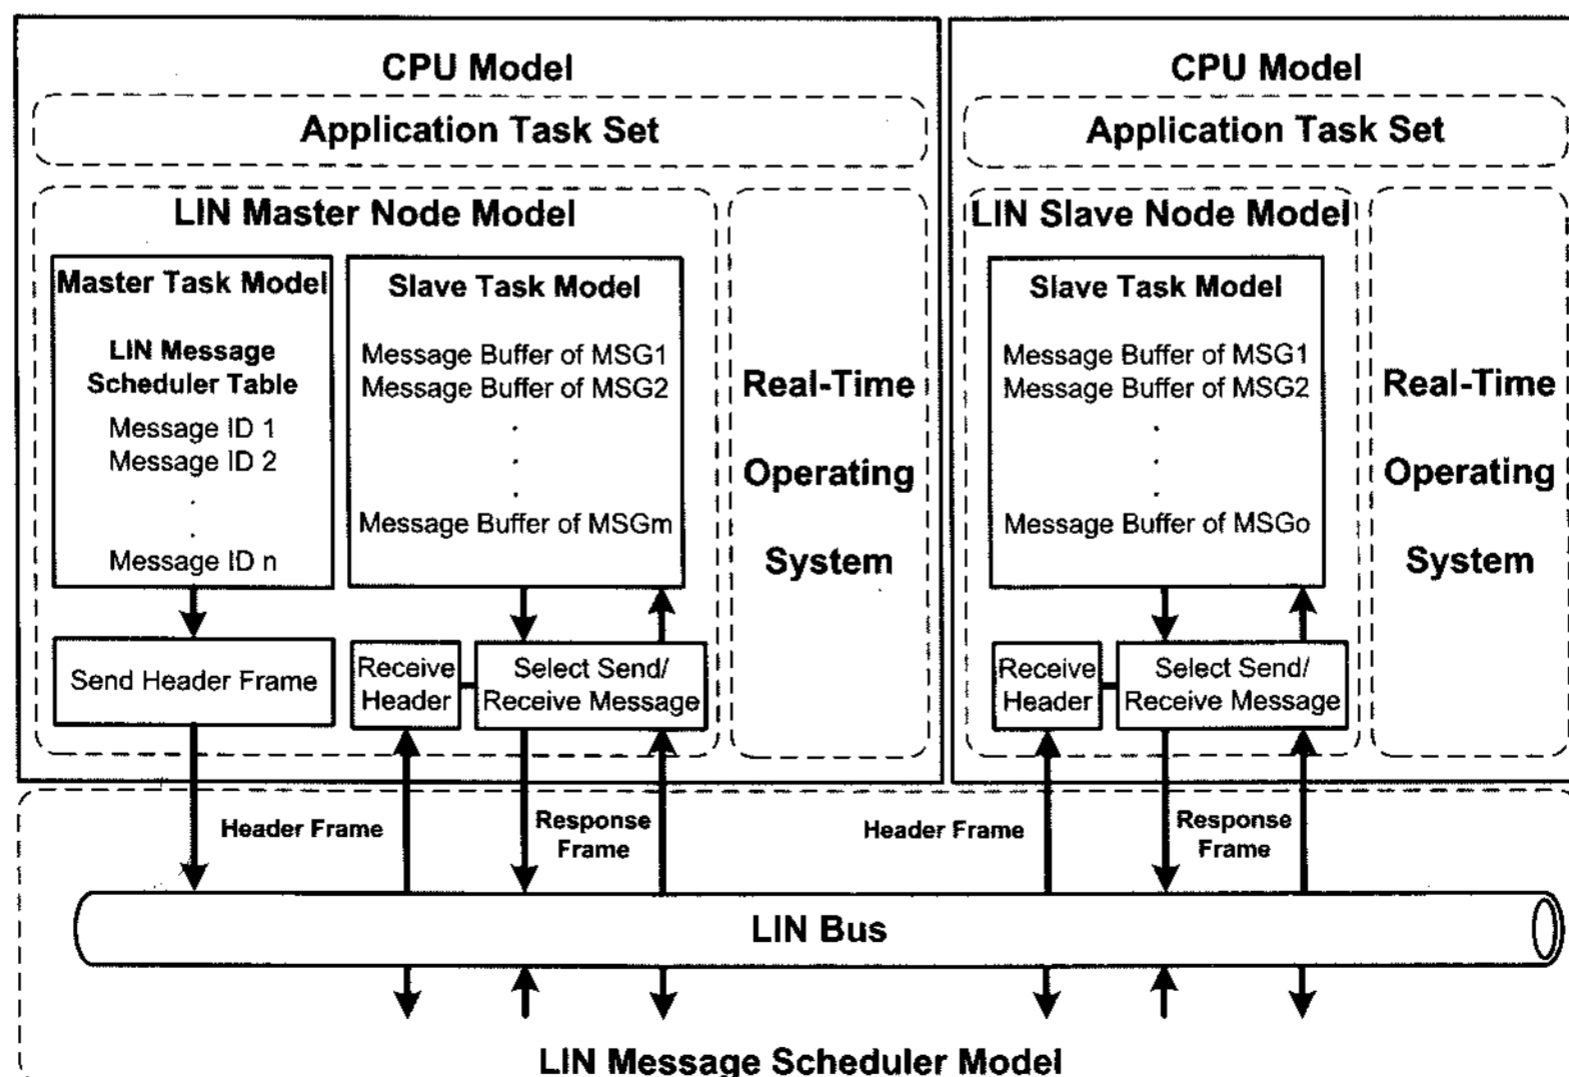 CPU Model
Application Task Set
LIN Master Node Model
Master Task Model
LIN Message
Scheduler Table
Message ID 1
Message ID 2
.
.
Message ID n
Slave Task Model
Message Buffer of MSG1
Message Buffer of MSG2
.
.
.
Message Buffer of MSGm
Send Header Frame
Receive
Header
Select Send/
Receive Message
Real-Time
Operating
System
CPU Model
Application Task Set
LIN Slave Node Model
Slave Task Model
Message Buffer of MSG1
Message Buffer of MSG2
.
.
.
Message Buffer of MSGo
Receive
Header
Select Send/
Receive Message
Real-Time
Operating
System
Header Frame
Response
Frame
Header Frame
Response
Frame
LIN Bus
LIN Message Scheduler Model